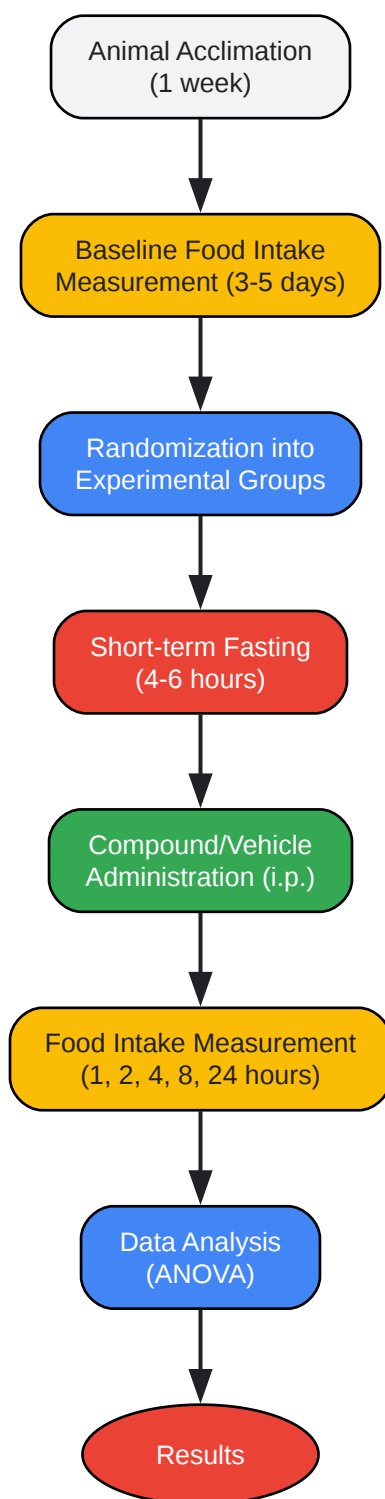 Animal Acclimation
(1 week)
Baseline Food Intake
Measurement (3-5 days)
Randomization into
Experimental Groups
Short-term Fasting
(4-6 hours)
Compound/Vehicle
Administration (i.p.)
Food Intake Measurement
(1, 2, 4, 8, 24 hours)
Data Analysis
(ANOVA)
Results